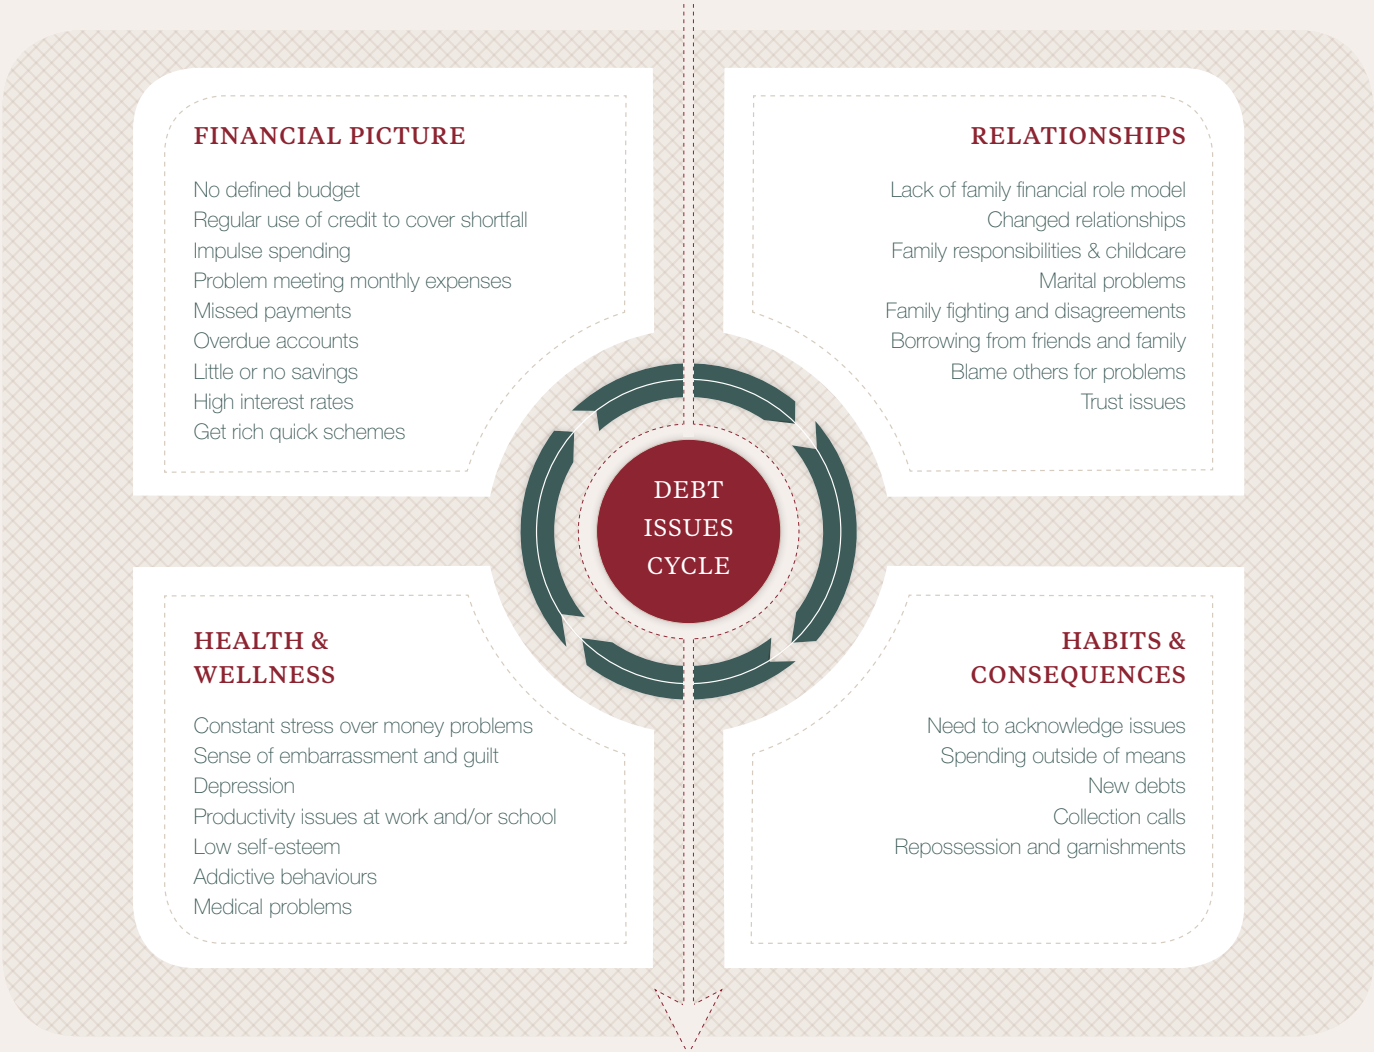 FINANCIAL PICTURE
No defined budget
Regular use of credit to cover shortfall
Impulse spending
Problem meeting monthly expenses
Missed payments
Overdue accounts
Little or no savings
High interest rates
Get rich quick schemes
RELATIONSHIPS
Lack of family financial role model
Changed relationships
Family responsibilities & childcare
Marital problems
Family fighting and disagreements
Borrowing from friends and family
Blame others for problems
Trust issues
DEBT
ISSUES
CYCLE
HEALTH &
WELLNESS
Constant stress over money problems
Sense of embarrassment and guilt
Depression
Productivity issues at work and/or school
Low self-esteem
Addictive behaviours
Medical problems
HABITS &
CONSEQUENCES
Need to acknowledge issues
Spending outside of means
New debts
Collection calls
Repossession and garnishments